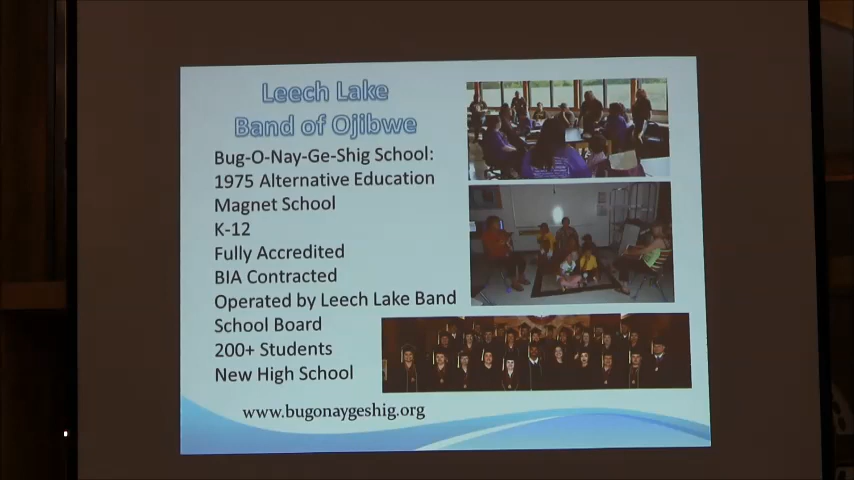 Leech Lake
Band of Ojibwe
Bug-O-Nay-Ge-Shig School:
1975 Alternative Education
Magnet School
K-12
Fully Accredited
BIA Contracted
Operated by Leech Lake Band
School Board
200+ Students
New High School
www.bugonaygeshig.org